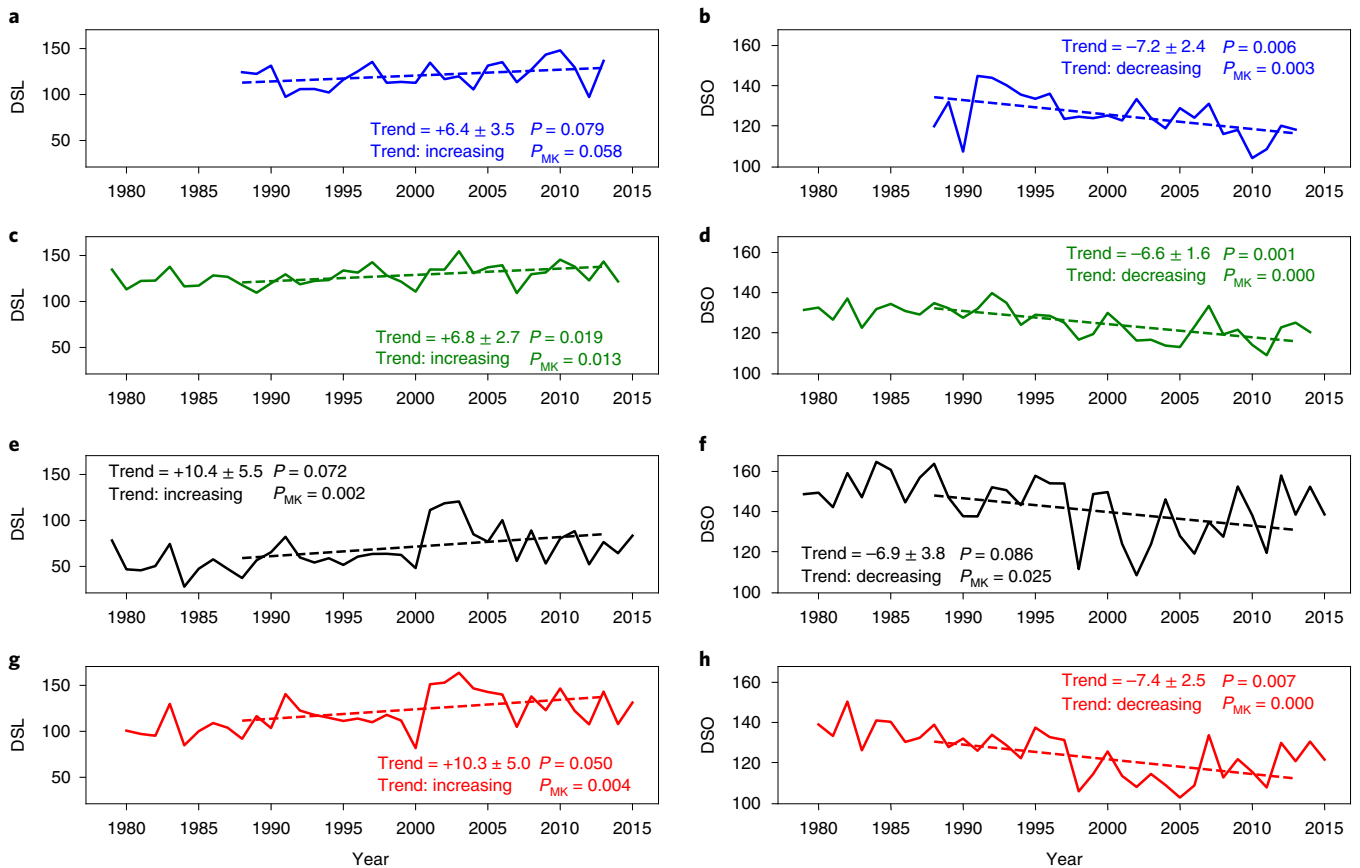 a
b
DSL
150
100
50
Trend = +6.4 ± 3.5 P = 0.079
Trend: increasing PMK = 0.058
1980 1985 1990 1995 2000 2005 2010 2015
DSO
160
140
120
100
Trend = −7.2 ± 2.4 P = 0.006
Trend: decreasing PMK = 0.003
1980 1985 1990 1995 2000 2005 2010 2015
c
d
DSL
150
100
50
Trend = +6.8 ± 2.7 P = 0.019
Trend: increasing PMK = 0.013
1980 1985 1990 1995 2000 2005 2010 2015
DSO
160
140
120
100
Trend = −6.6 ± 1.6 P = 0.001
Trend: decreasing PMK = 0.000
1980 1985 1990 1995 2000 2005 2010 2015
e
f
DSL
150
100
50
Trend = +10.4 ± 5.5 P = 0.072
Trend: increasing PMK = 0.002
1980 1985 1990 1995 2000 2005 2010 2015
DSO
160
140
120
100
Trend = −6.9 ± 3.8 P = 0.086
Trend: decreasing PMK = 0.025
1980 1985 1990 1995 2000 2005 2010 2015
g
h
DSL
150
100
50
Trend = +10.3 ± 5.0 P = 0.050
Trend: increasing PMK = 0.004
1980 1985 1990 1995 2000 2005 2010 2015
Year
DSO
160
140
120
100
Trend = −7.4 ± 2.5 P = 0.007
Trend: decreasing PMK = 0.000
1980 1985 1990 1995 2000 2005 2010 2015
Year